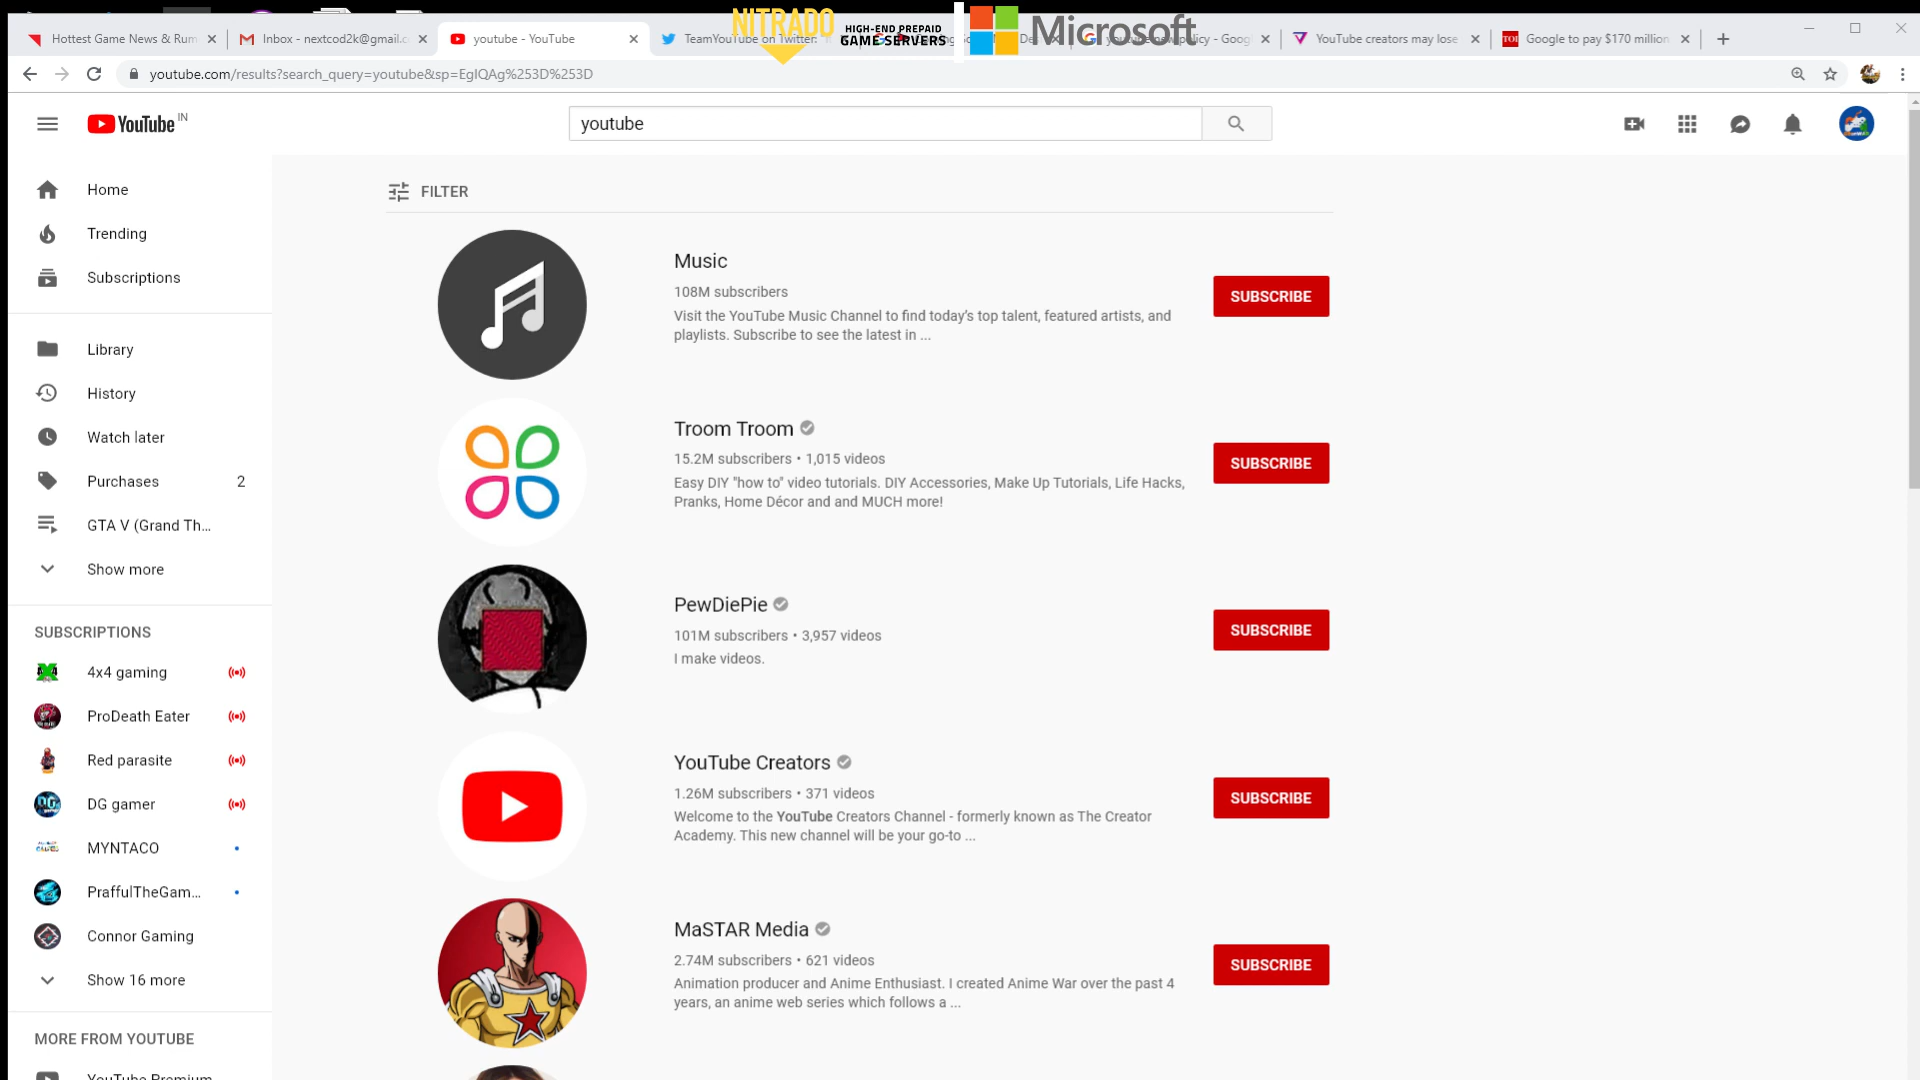 Hottest Game News & Rum
Inbox - nextcod2k@gmail.c
youtube - YouTube
TeamYouTube on Twitter:
NITRADO
HIGH-END PREPAID
GAME SERVERS
Microsoft
policy - Goog
YouTube creators may lose
TOI
Google to pay $170 million
youtube.com/results?search_query=youtube&sp=EgIQAg%253D%253D
YouTube IN
youtube
Home
Trending
Subscriptions
Library
History
Watch later
Purchases 2
GTA V (Grand Th...
Show more
SUBSCRIPTIONS
4x4 gaming
ProDeath Eater
Red parasite
DG gamer
MYNTACO
PraffulTheGam...
Connor Gaming
Show 16 more
MORE FROM YOUTUBE
YouTube Premium
FILTER
Music
108M subscribers
Visit the YouTube Music Channel to find today's top talent, featured artists, and
playlists. Subscribe to see the latest in ...
SUBSCRIBE
Troom Troom
15.2M subscribers • 1,015 videos
Easy DIY "how to" video tutorials. DIY Accessories, Make Up Tutorials, Life Hacks,
Pranks, Home Décor and and MUCH more!
SUBSCRIBE
PewDiePie
101M subscribers • 3,957 videos
I make videos.
SUBSCRIBE
YouTube Creators
1.26M subscribers • 371 videos
Welcome to the YouTube Creators Channel - formerly known as The Creator
Academy. This new channel will be your go-to ...
SUBSCRIBE
MaSTAR Media
2.74M subscribers • 621 videos
Animation producer and Anime Enthusiast. I created Anime War over the past 4
years, an anime web series which follows a ...
SUBSCRIBE